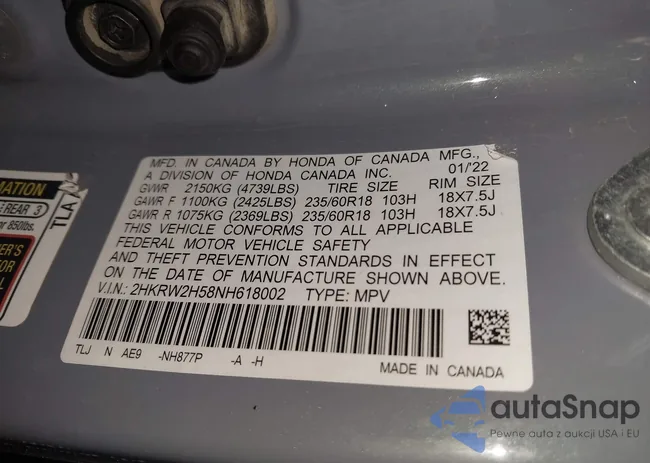 MFD. IN CANADA BY HONDA OF CANADA MFG.,
A DIVISION OF HONDA CANADA INC. 01/22
GVWR 2150KG (4739LBS) TIRE SIZE RIM SIZE
GAWR F 1100KG (2425LBS) 235/60R18 103H 18X7.5J
GAWR R 1075KG (2369LBS) 235/60R18 103H 18X7.5J
THIS VEHICLE CONFORMS TO ALL APPLICABLE
FEDERAL MOTOR VEHICLE SAFETY
AND THEFT PREVENTION STANDARDS IN EFFECT
ON THE DATE OF MANUFACTURE SHOWN ABOVE.
V.I.N.: 2HKRW2H58NH618002 TYPE: MPV
TLJ N AE9 -NH877P -A -H
MADE IN CANADA
MATION
REAR 3
850lbs.
TLA
autaSnap
Pewne auta z aukcji USA i EU